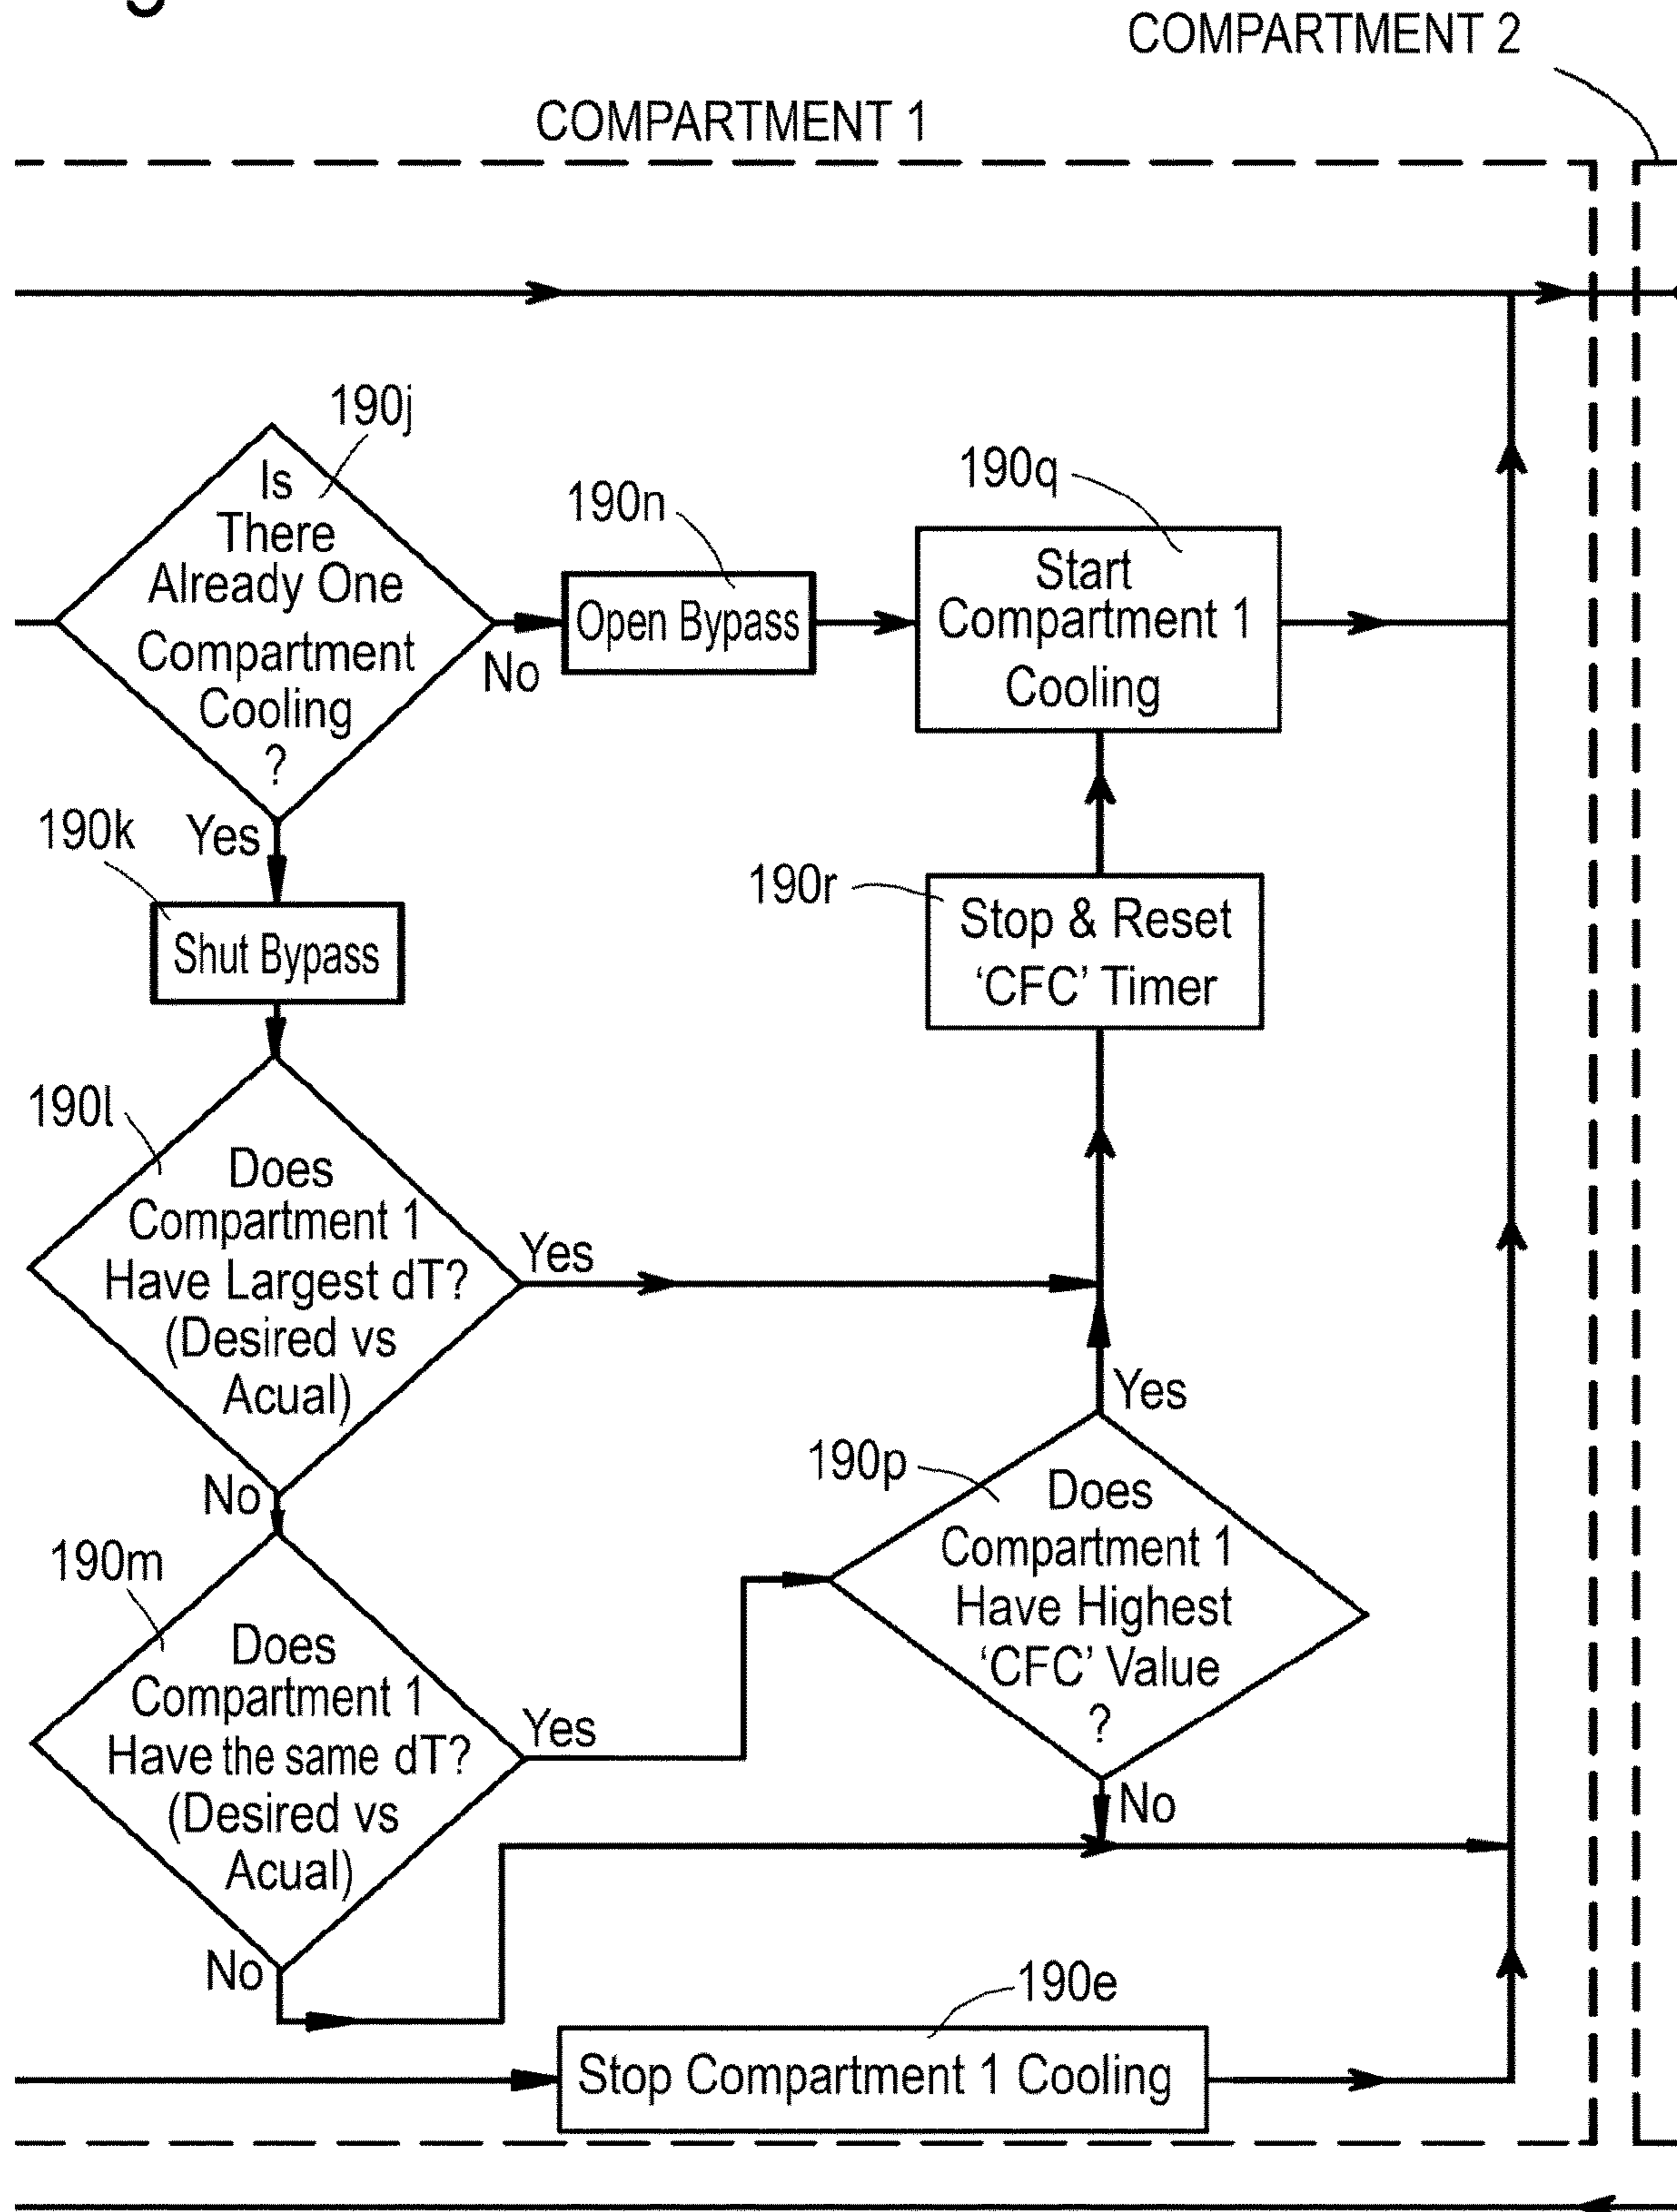 COMPARTMENT 2
COMPARTMENT 1
190j
Is
There
Already One
Compartment
Cooling
?
No
Yes
190n
Open Bypass
190q
Start
Compartment 1
Cooling
190k
Shut Bypass
190r
Stop & Reset
‘CFC’ Timer
190l
Does
Compartment 1
Have Largest dT?
(Desired vs
Acual)
Yes
No
190p
Does
Compartment 1
Have Highest
‘CFC’ Value
?
Yes
No
190m
Does
Compartment 1
Have the same dT?
(Desired vs
Acual)
Yes
No
190e
Stop Compartment 1 Cooling